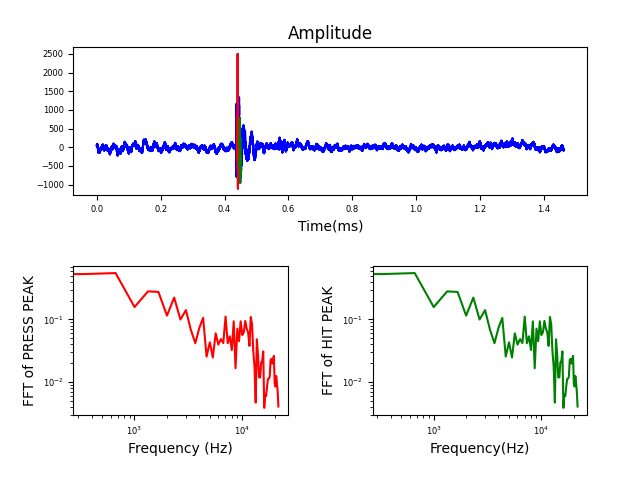 Amplitude
2500
2000
1500
1000
500
0
−500
−1000
0.0 0.2 0.4 0.6 0.8 1.0 1.2 1.4
Time(ms)
FFT of PRESS PEAK
10⁻¹
10⁻²
10³ 10⁴
Frequency (Hz)
FFT of HIT PEAK
10⁻¹
10⁻²
10³ 10⁴
Frequency(Hz)